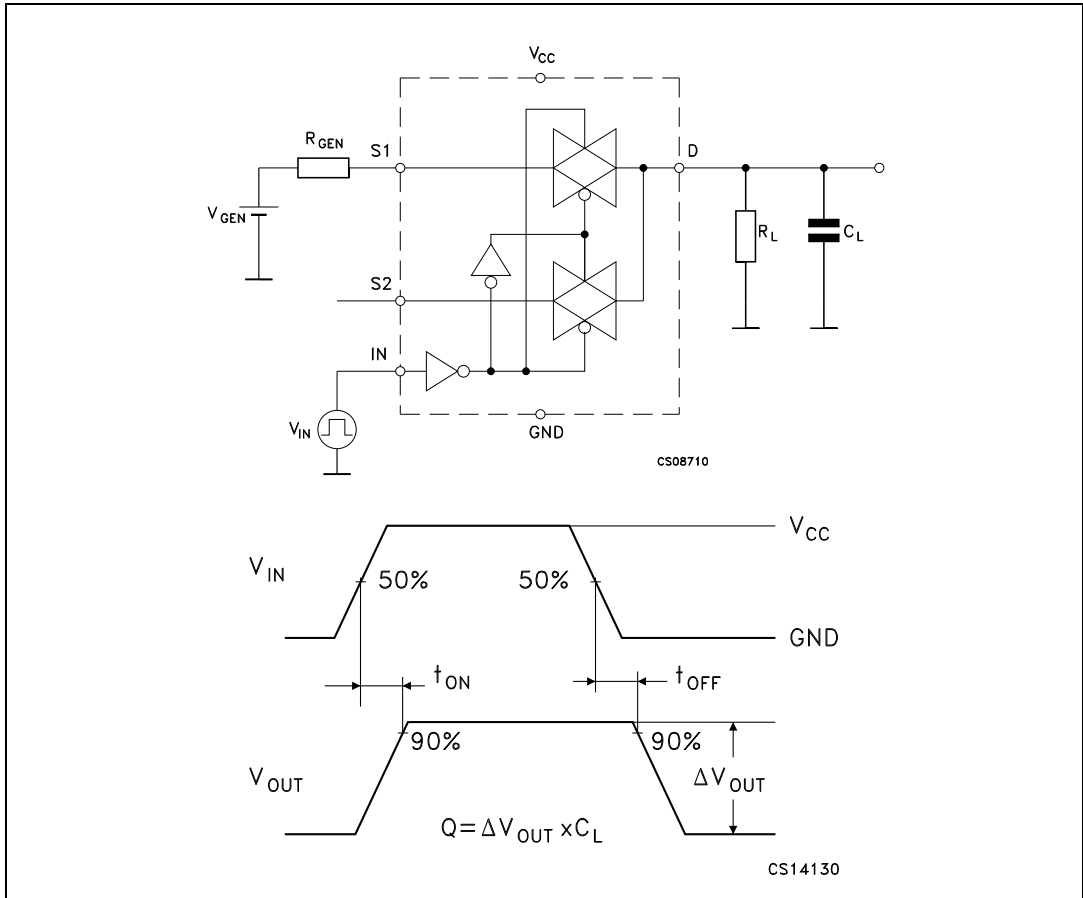 VCC
RGEN
S1
D
VGEN
RL
CL
S2
IN
VIN
GND
CS08710
VCC
VIN
50%
50%
GND
tON
tOFF
90%
90%
VOUT
ΔVOUT
Q=ΔVOUT xCL
CS14130